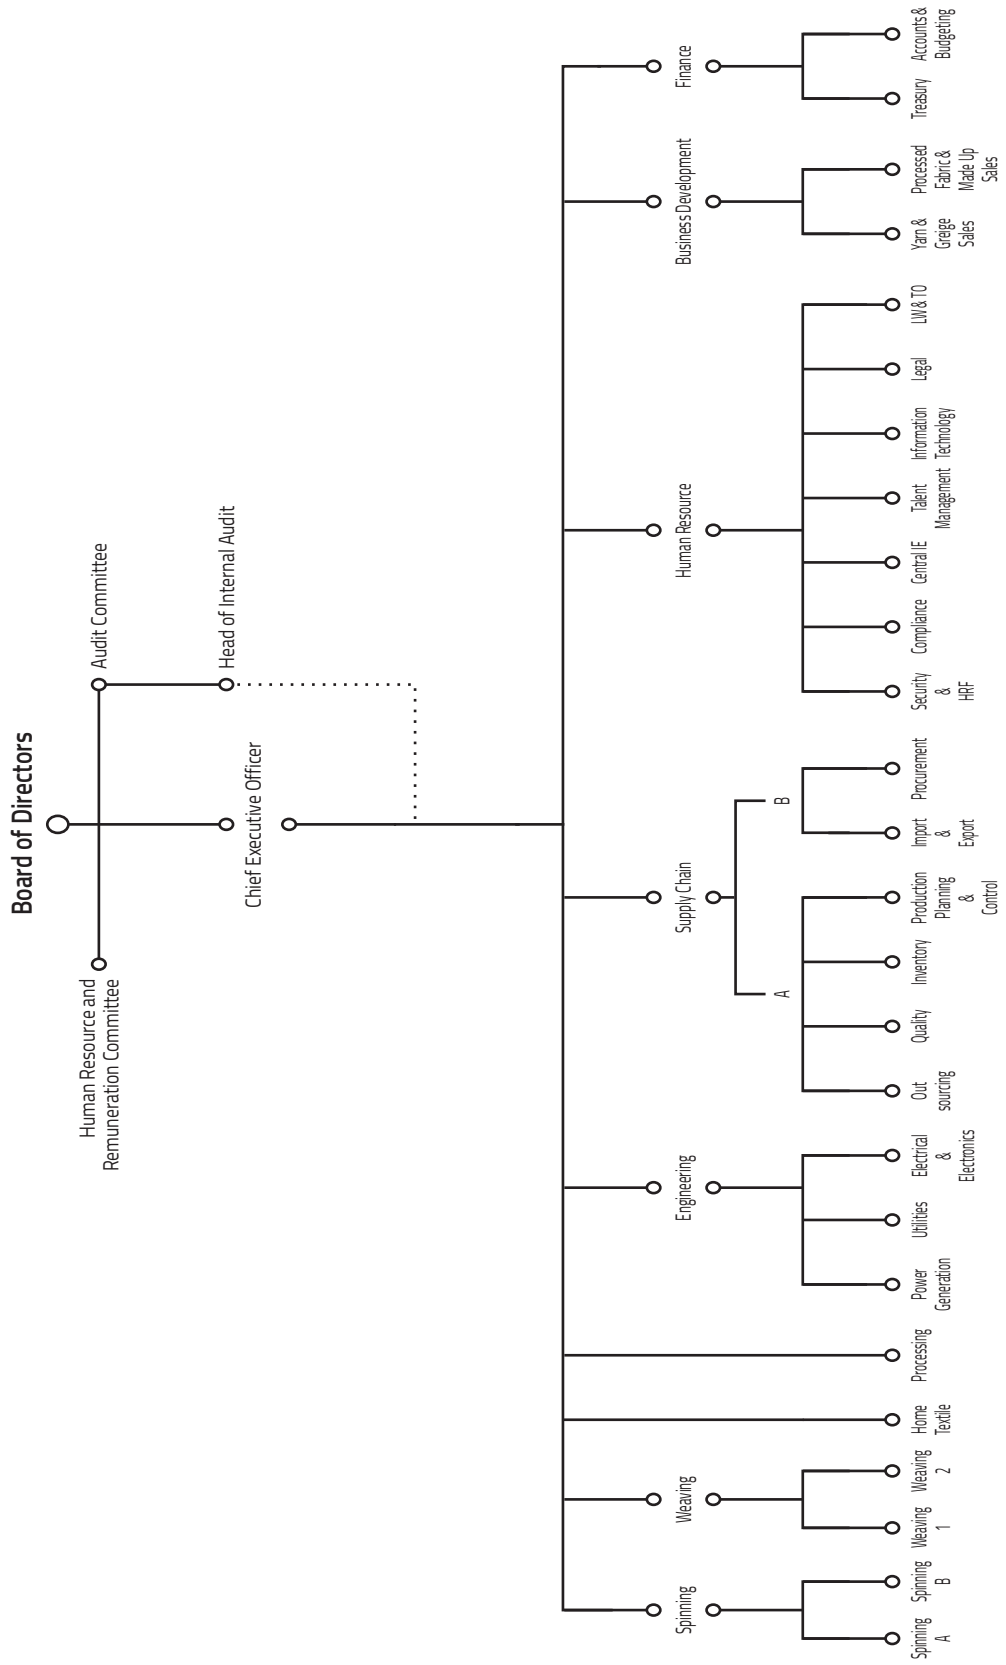 Board of Directors
Human Resource and
Remuneration Committee
Audit Committee
Chief Executive Officer
Head of Internal Audit
Spinning
Weaving
Engineering
Supply Chain
Human Resource
Business Development
Finance
A
B
Spinning
A
Spinning
B
Weaving
1
Weaving
2
Home
Textile
Processing
Power
Generation
Utilities
Electrical
&
Electronics
Out
sourcing
Quality
Inventory
Production
Planning
&
Control
Import
&
Export
Procurement
Security
&
HRF
Compliance
Central IE
Talent
Management
Information
Technology
Legal
LW & TO
Yarn &
Greige
Sales
Processed
Fabric &
Made Up
Sales
Treasury
Accounts &
Budgeting